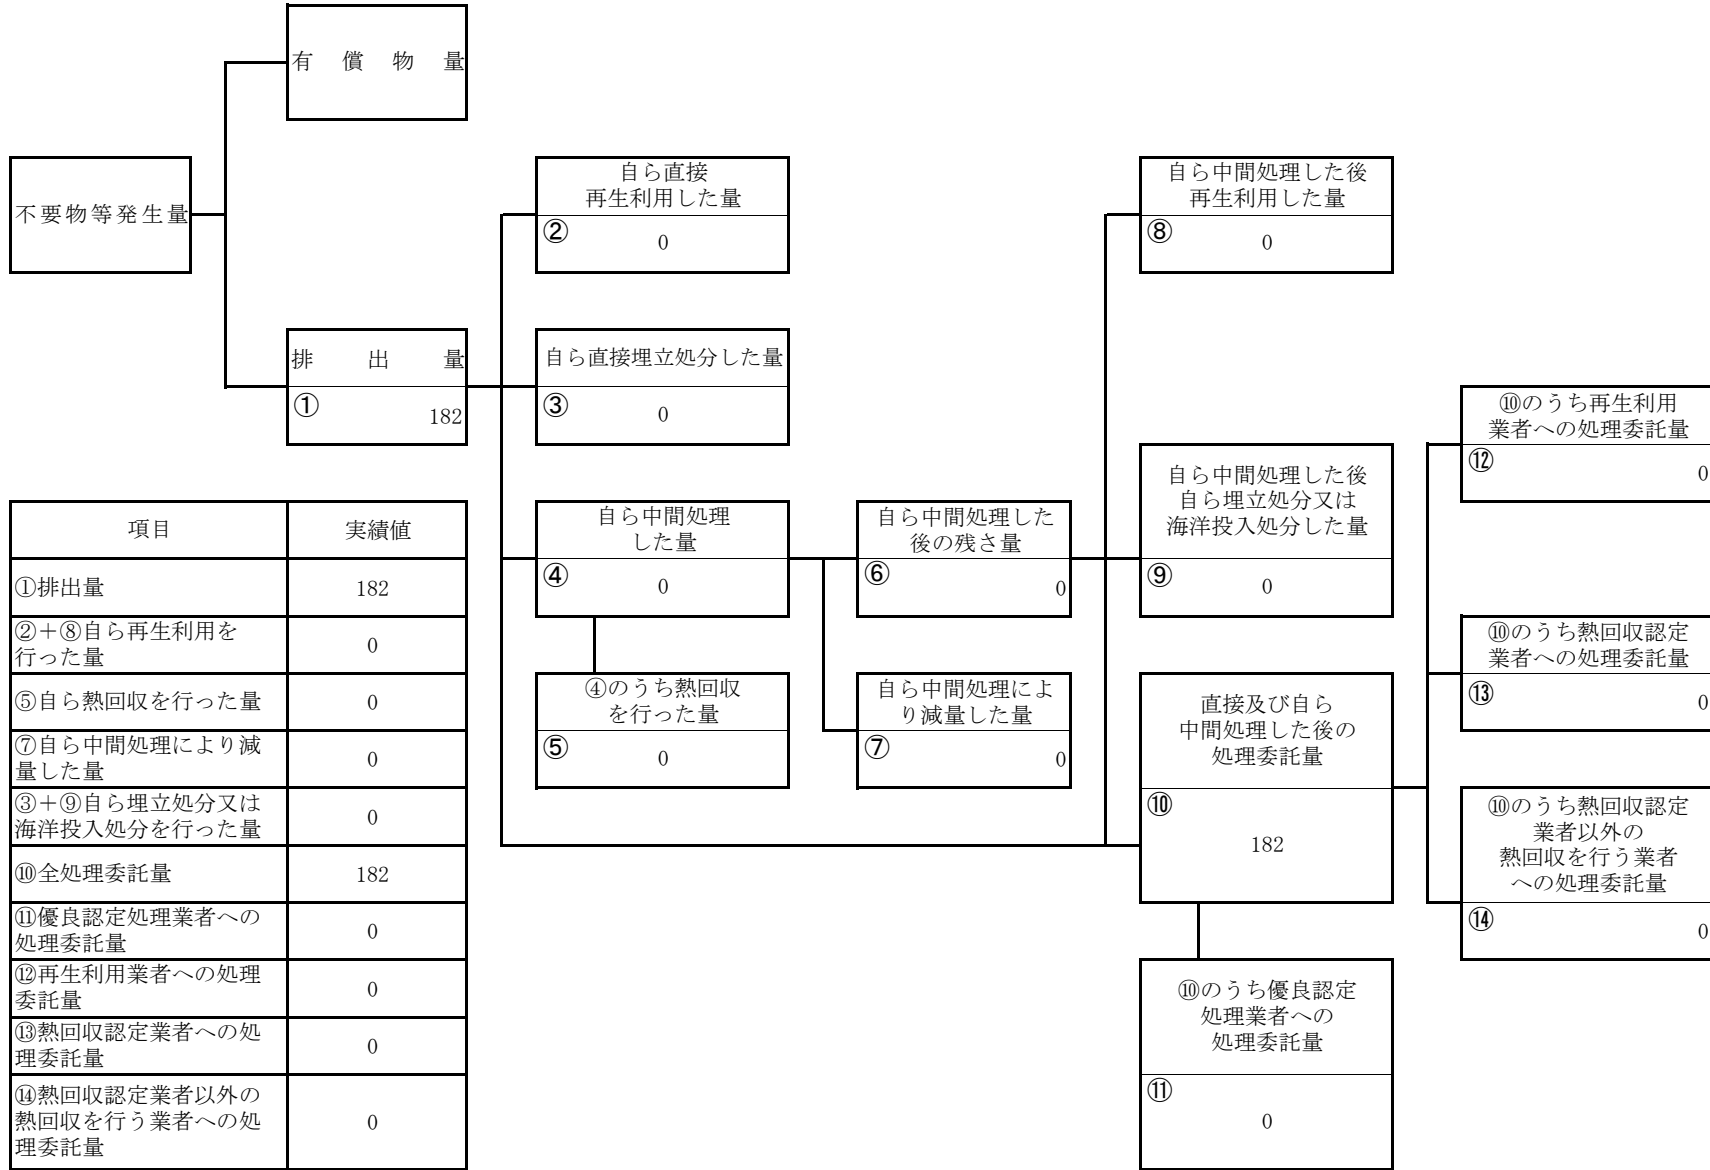 有償物量
不要物等発生量
自ら直接
再生利用した量
②
0
自ら中間処理した後
再生利用した量
⑧
0
排出量
①
182
自ら直接埋立処分した量
③
0
⑩のうち再生利用
業者への処理委託量
⑫
0
自ら中間処理した後
自ら埋立処分又は
海洋投入処分した量
⑨
0
自ら中間処理
した量
④
0
自ら中間処理した
後の残さ量
⑥
0
⑩のうち熱回収認定
業者への処理委託量
⑬
0
④のうち熱回収
を行った量
⑤
0
自ら中間処理によ
り減量した量
⑦
0
直接及び自ら
中間処理した後の
処理委託量
⑩
182
⑩のうち熱回収認定
業者以外の
熱回収を行う業者
への処理委託量
⑭
0
⑩のうち優良認定
処理業者への
処理委託量
⑪
0
項目 実績値
①排出量 182
②＋⑧自ら再生利用を
行った量 0
⑤自ら熱回収を行った量 0
⑦自ら中間処理により減
量した量 0
③＋⑨自ら埋立処分又は
海洋投入処分を行った量 0
⑩全処理委託量 182
⑪優良認定処理業者への
処理委託量 0
⑫再生利用業者への処理
委託量 0
⑬熱回収認定業者への処
理委託量 0
⑭熱回収認定業者以外の
熱回収を行う業者への処 0
理委託量